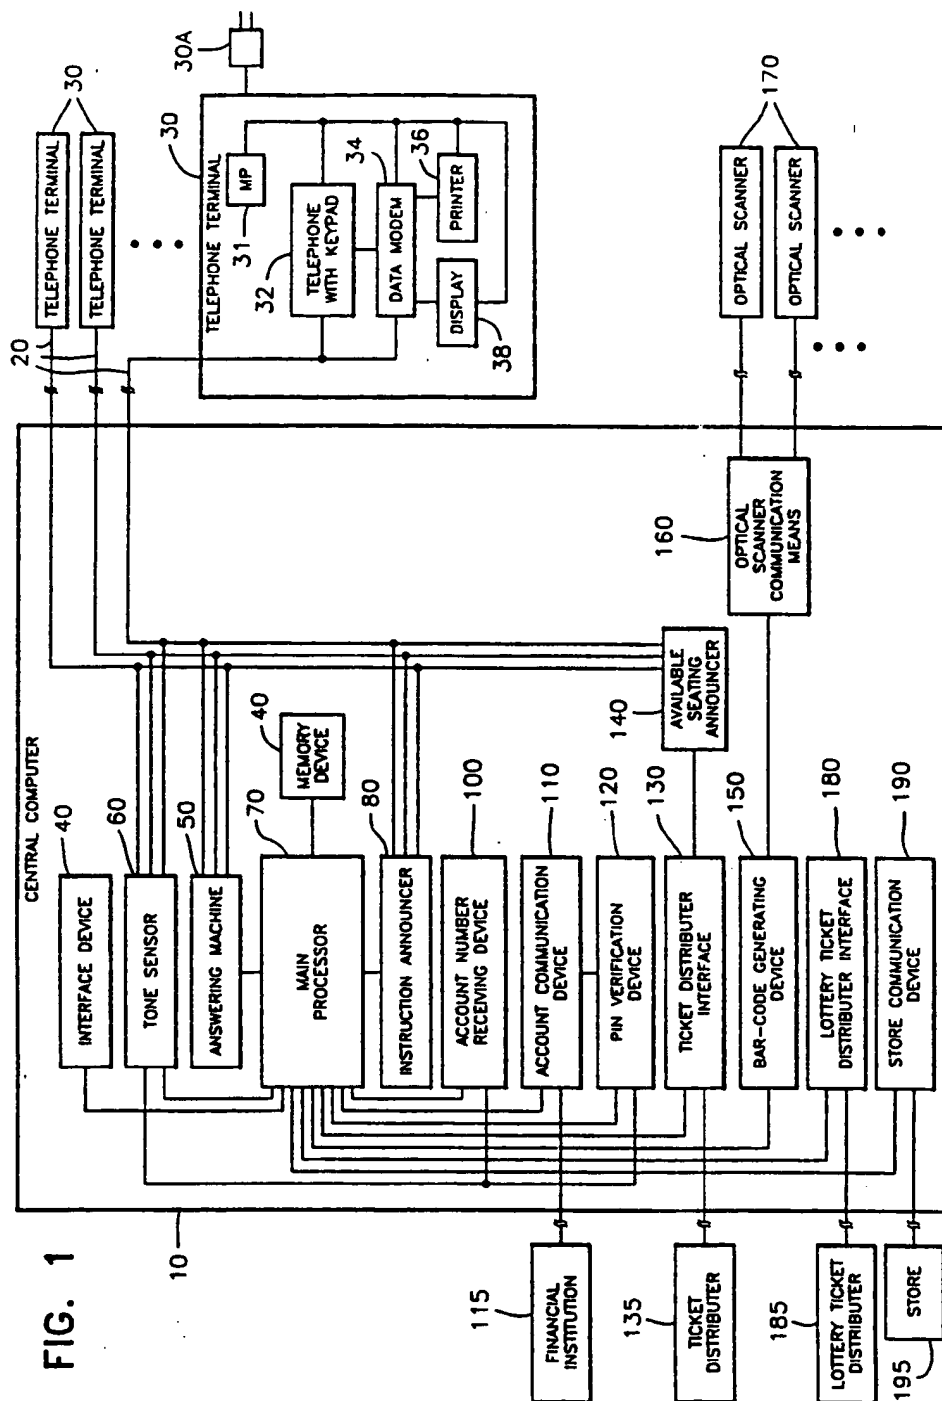 FIG. 1
CENTRAL COMPUTER
10
20
30
TELEPHONE TERMINAL
TELEPHONE TERMINAL
30A
30
TELEPHONE TERMINAL
31
MP
32
TELEPHONE
WITH KEYPAD
34
DATA MODEM
36
PRINTER
DISPLAY
38
40
INTERFACE DEVICE
60
TONE SENSOR
50
ANSWERING MACHINE
70
MAIN
PROCESSOR
40
MEMORY
DEVICE
80
INSTRUCTION ANNOUNCER
100
ACCOUNT NUMBER
RECEIVING DEVICE
110
ACCOUNT COMMUNICATION
DEVICE
120
PIN VERIFICATION
DEVICE
130
TICKET DISTRIBUTER
INTERFACE
140
AVAILABLE
SEATING
ANNOUNCER
150
BAR-CODE GENERATING
DEVICE
160
OPTICAL
SCANNER
COMMUNICATION
MEANS
170
OPTICAL SCANNER
OPTICAL SCANNER
180
LOTTERY TICKET
DISTRIBUTER INTERFACE
190
STORE COMMUNICATION
DEVICE
115
FINANCIAL
INSTITUTION
135
TICKET
DISTRIBUTER
185
LOTTERY TICKET
DISTRIBUTER
STORE
195